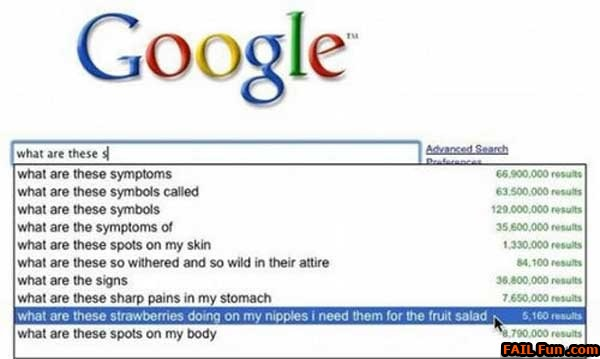 Google™
what are these s
Advanced Search
Preferences
what are these symptoms 66,900,000 results
what are these symbols called 63,500,000 results
what are these symbols 129,000,000 results
what are the symptoms of 35,600,000 results
what are these spots on my skin 1,330,000 results
what are these so withered and so wild in their attire 84,100 results
what are the signs 36,800,000 results
what are these sharp pains in my stomach 7,650,000 results
what are these strawberries doing on my nipples i need them for the fruit salad 5,160 results
what are these spots on my body 8,790,000 results
FAILFun.com